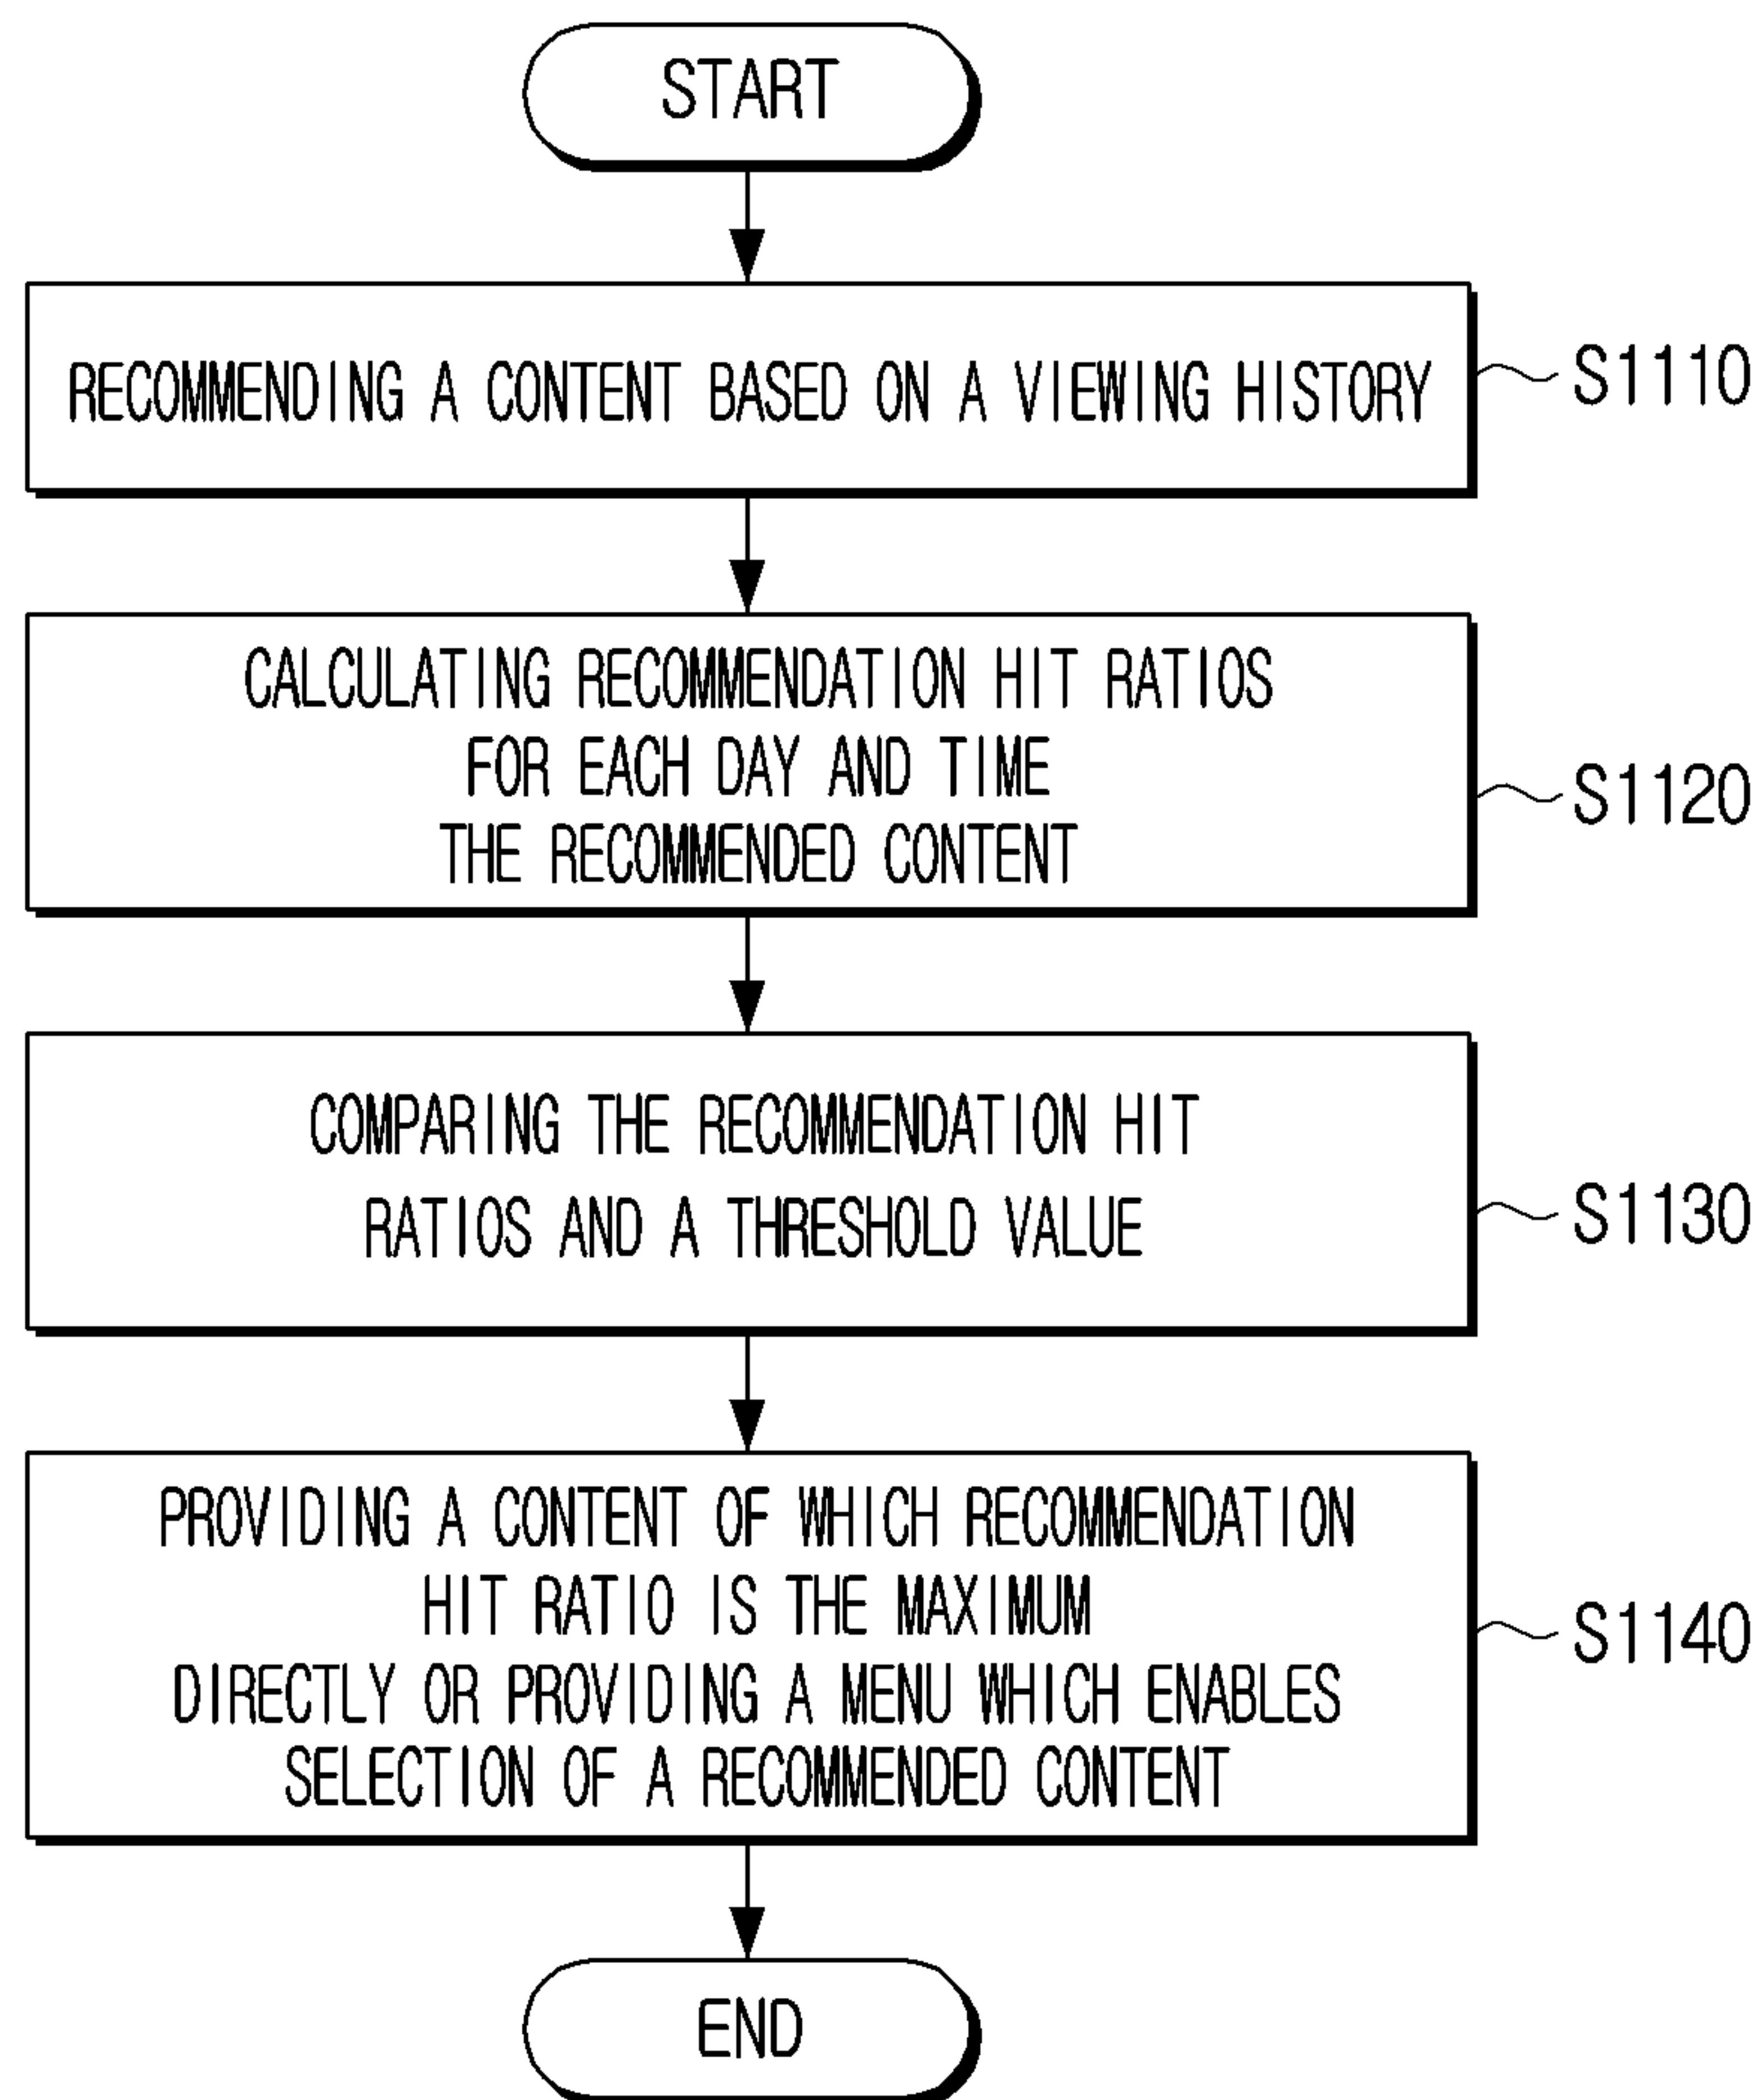 START
RECOMMENDING A CONTENT BASED ON A VIEWING HISTORY
S1110
CALCULATING RECOMMENDATION HIT RATIOS
FOR EACH DAY AND TIME
THE RECOMMENDED CONTENT
S1120
COMPARING THE RECOMMENDATION HIT
RATIOS AND A THRESHOLD VALUE
S1130
PROVIDING A CONTENT OF WHICH RECOMMENDATION
HIT RATIO IS THE MAXIMUM
DIRECTLY OR PROVIDING A MENU WHICH ENABLES
SELECTION OF A RECOMMENDED CONTENT
S1140
END